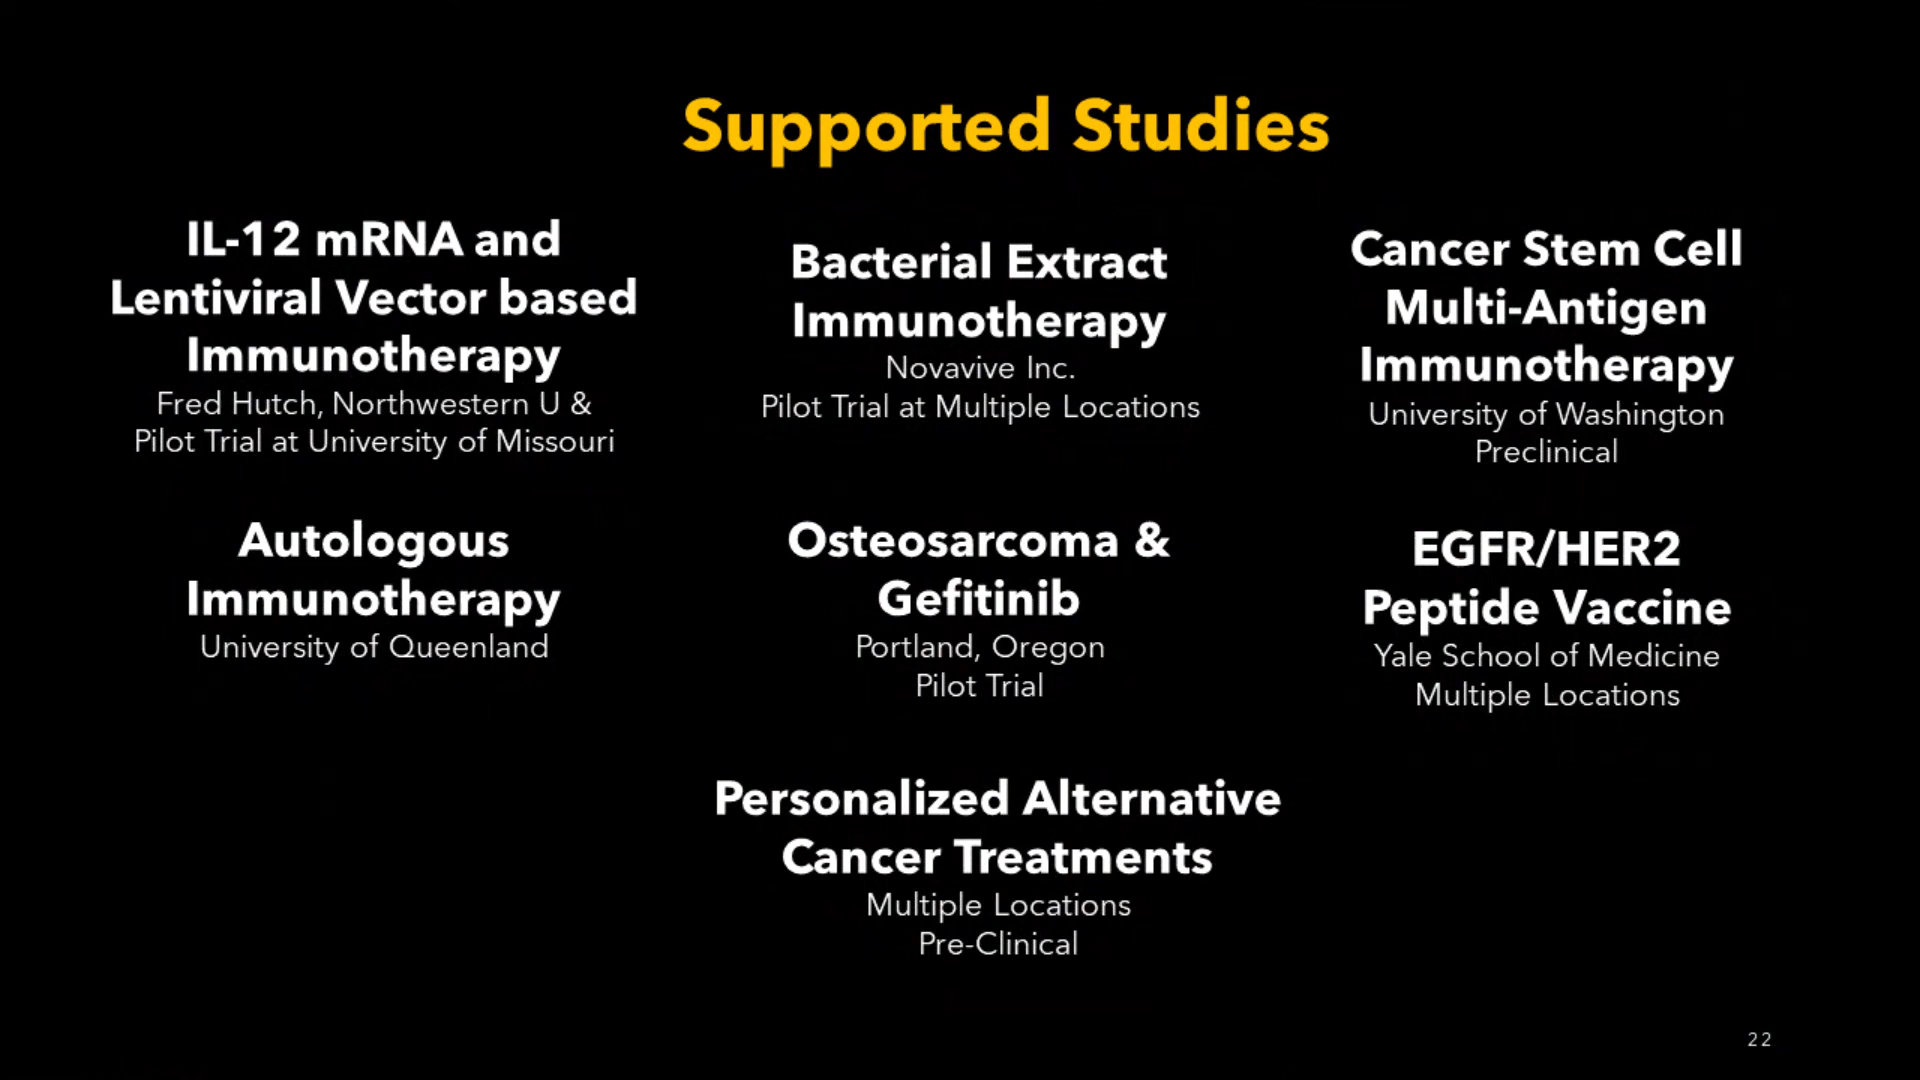 Supported Studies
IL-12 mRNA and
Lentiviral Vector based
Immunotherapy
Fred Hutch, Northwestern U &
Pilot Trial at University of Missouri
Bacterial Extract
Immunotherapy
Novavive Inc.
Pilot Trial at Multiple Locations
Cancer Stem Cell
Multi-Antigen
Immunotherapy
University of Washington
Preclinical
Autologous
Immunotherapy
University of Queenland
Osteosarcoma &
Gefitinib
Portland, Oregon
Pilot Trial
EGFR/HER2
Peptide Vaccine
Yale School of Medicine
Multiple Locations
Personalized Alternative
Cancer Treatments
Multiple Locations
Pre-Clinical
22